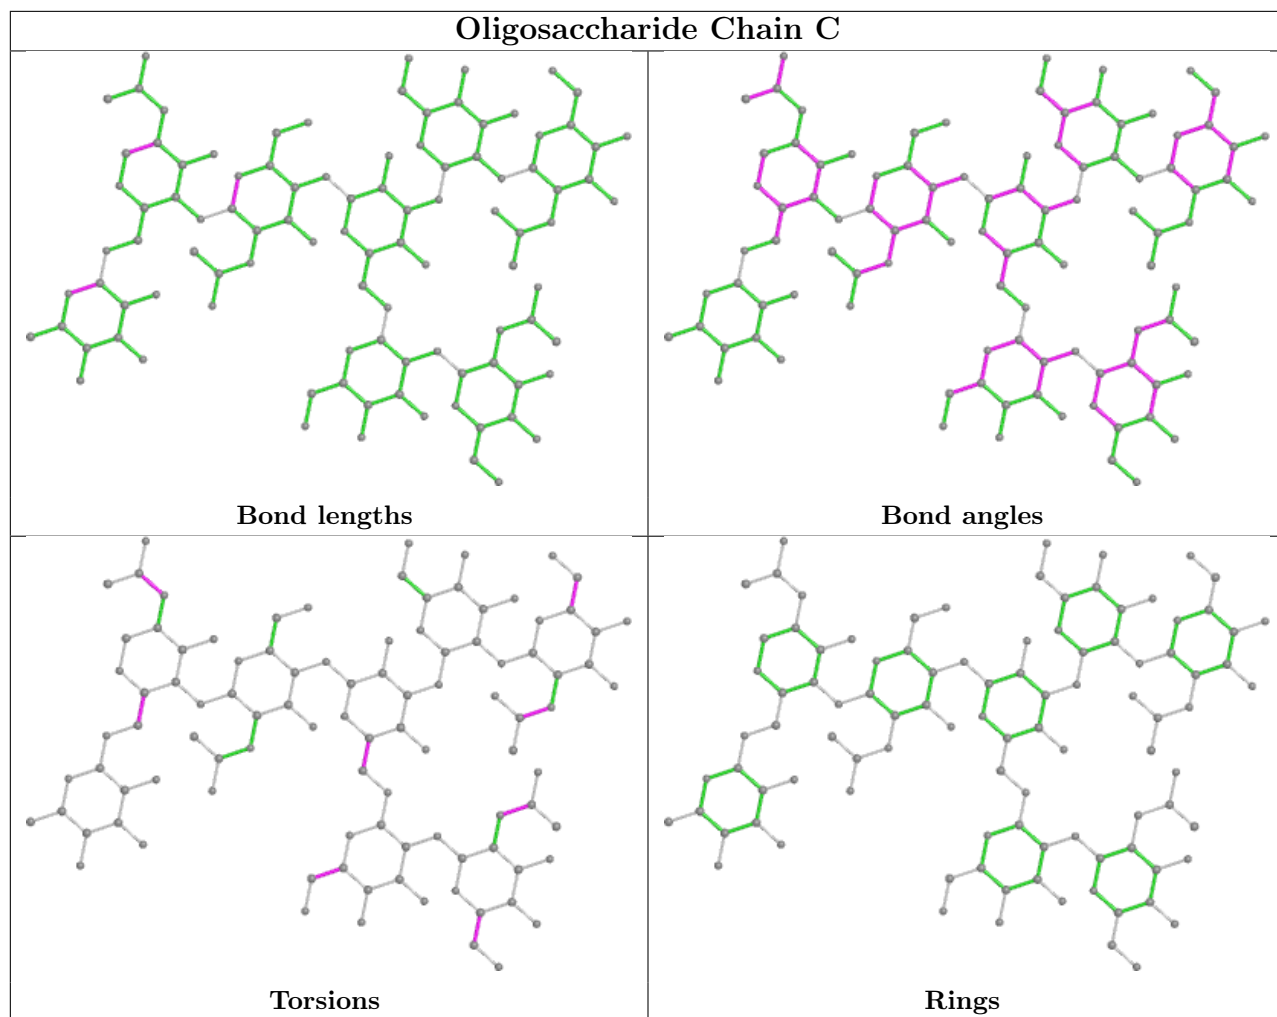 Oligosaccharide Chain C
Bond lengths
Bond angles
Torsions
Rings